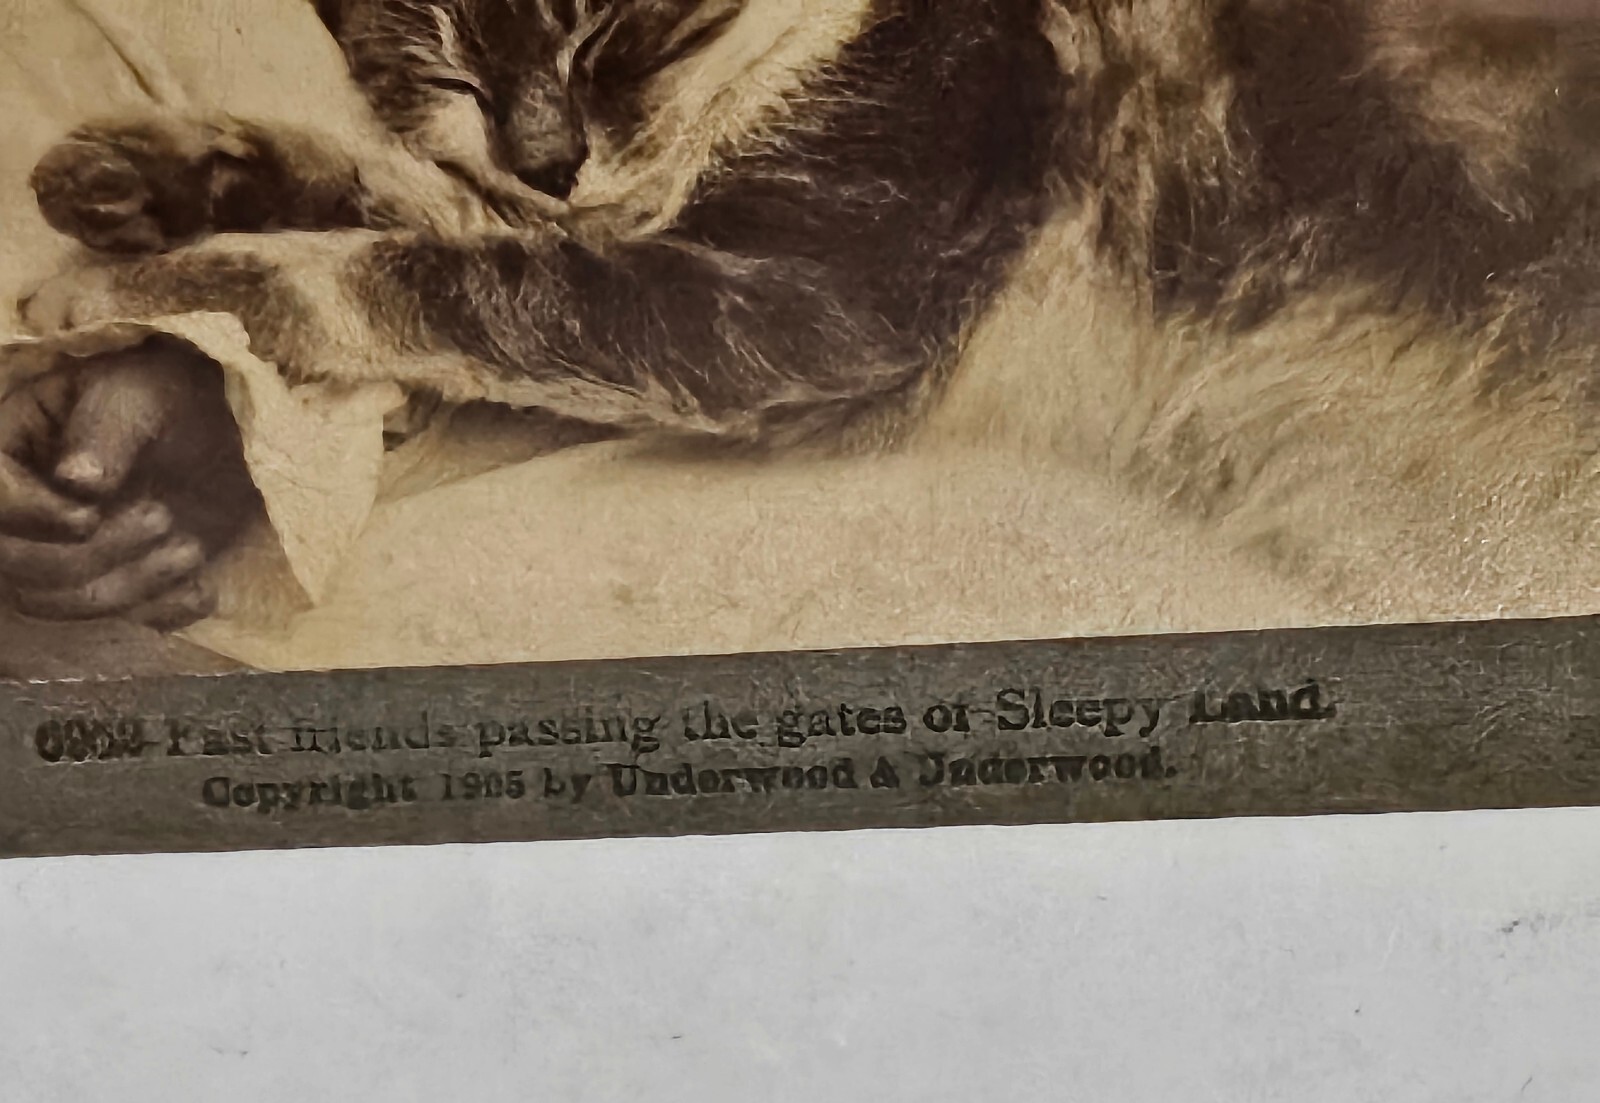 Fast friends passing the gates of Sleepy Land.
Copyright 1905 by Underwood & Underwood.